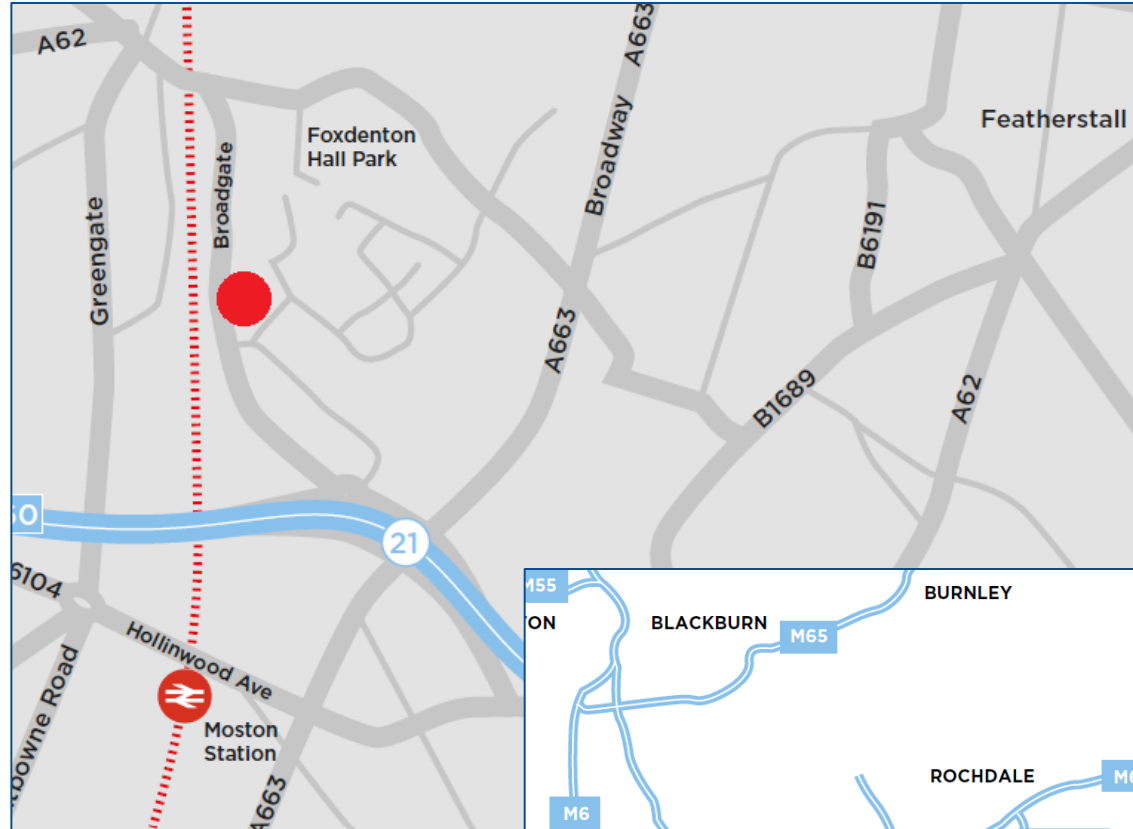 A62
A663
Broadway
Featherstall
Foxdenton
Hall Park
Broadgate
Greengate
B6191
A663
B1689
A62
21
Hollinwood Ave
Moston
Station
A663
M65
BLACKBURN
BURNLEY
ROCHDALE
M6